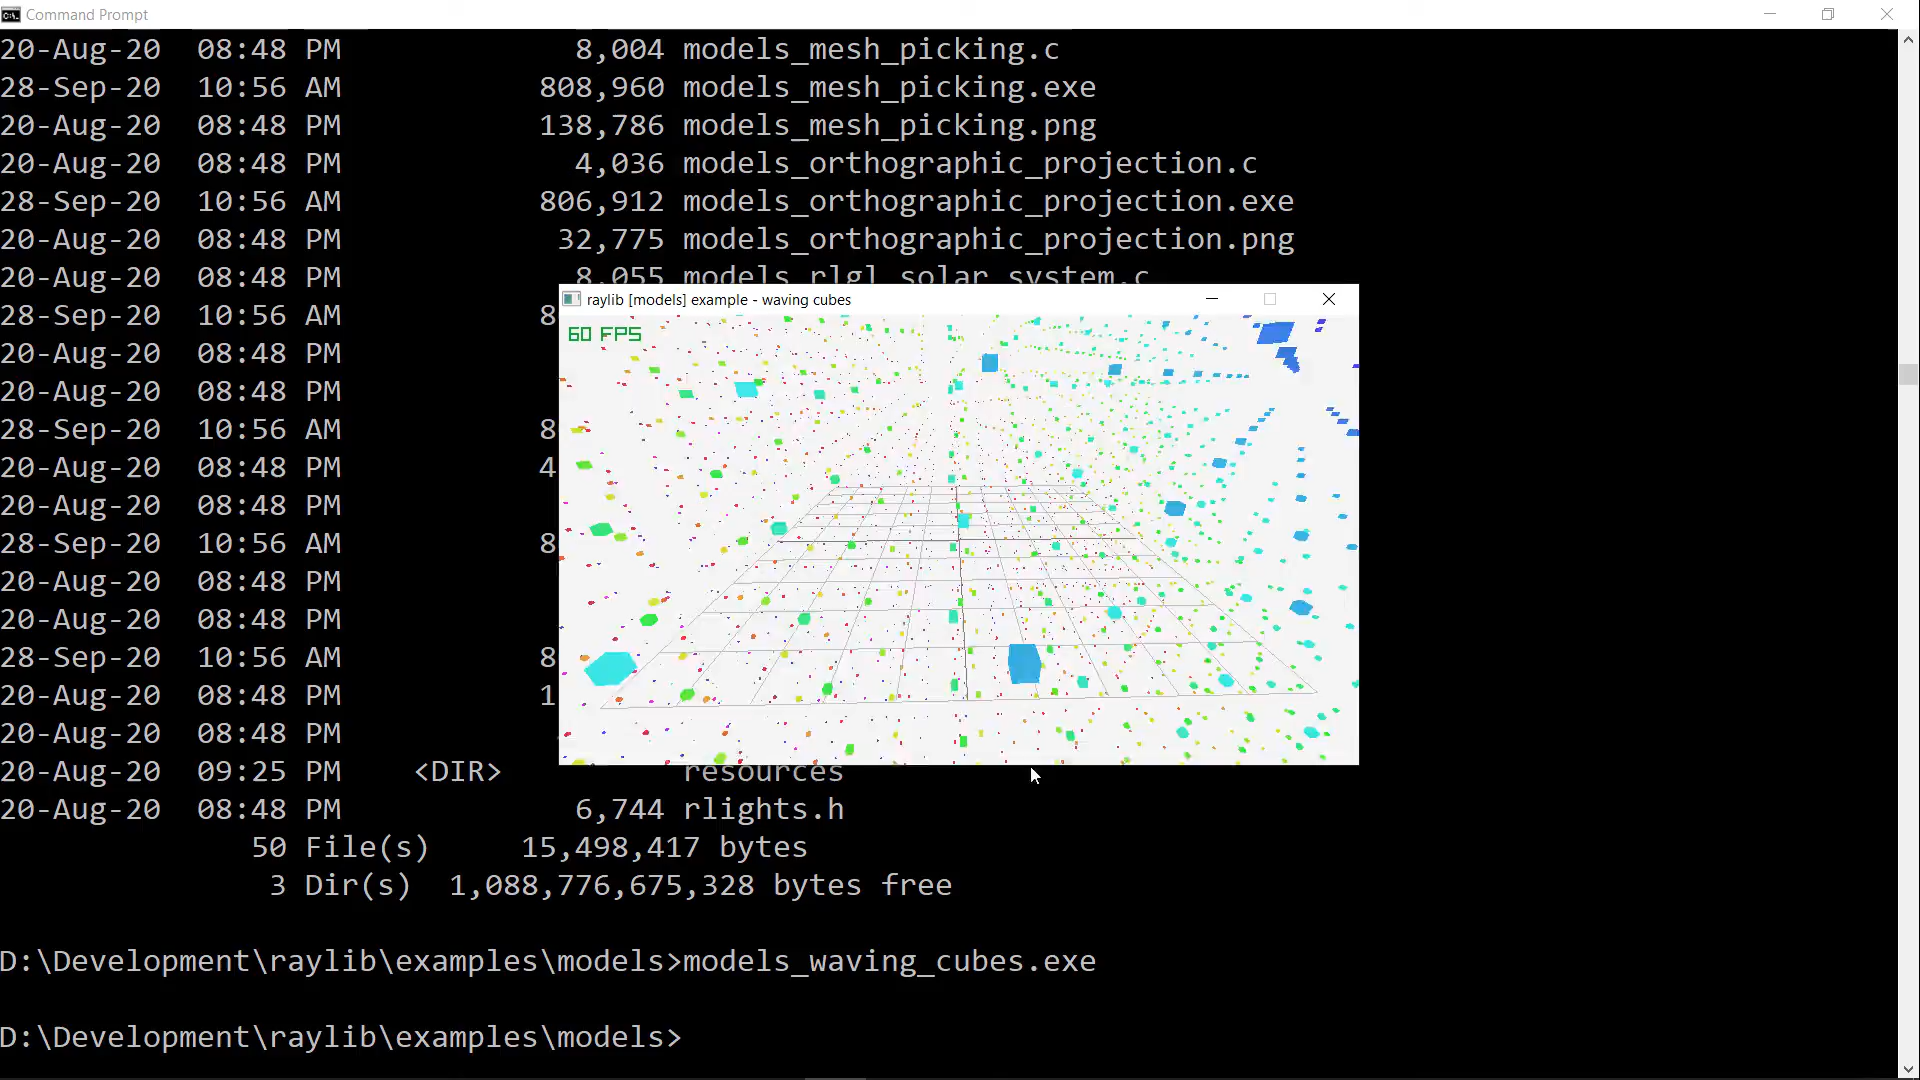 Command Prompt
20-Aug-20  08:48 PM             8,004 models_mesh_picking.c
28-Sep-20  10:56 AM           808,960 models_mesh_picking.exe
20-Aug-20  08:48 PM           138,786 models_mesh_picking.png
20-Aug-20  08:48 PM             4,036 models_orthographic_projection.c
28-Sep-20  10:56 AM           806,912 models_orthographic_projection.exe
20-Aug-20  08:48 PM            32,775 models_orthographic_projection.png
20-Aug-20  08:48 PM             8,055 models_rlgl_solar_system.c
raylib [models] example - waving cubes
28-Sep-20  10:56 AM           8
60 FPS
20-Aug-20  08:48 PM
20-Aug-20  08:48 PM
28-Sep-20  10:56 AM           8
20-Aug-20  08:48 PM           4
20-Aug-20  08:48 PM
28-Sep-20  10:56 AM           8
20-Aug-20  08:48 PM
20-Aug-20  08:48 PM
28-Sep-20  10:56 AM           8
20-Aug-20  08:48 PM           1
20-Aug-20  08:48 PM
20-Aug-20  09:25 PM    <DIR>          resources
20-Aug-20  08:48 PM             6,744 rlights.h
50 File(s)     15,498,417 bytes
3 Dir(s)  1,088,776,675,328 bytes free
D:\Development\raylib\examples\models>models_waving_cubes.exe
D:\Development\raylib\examples\models>